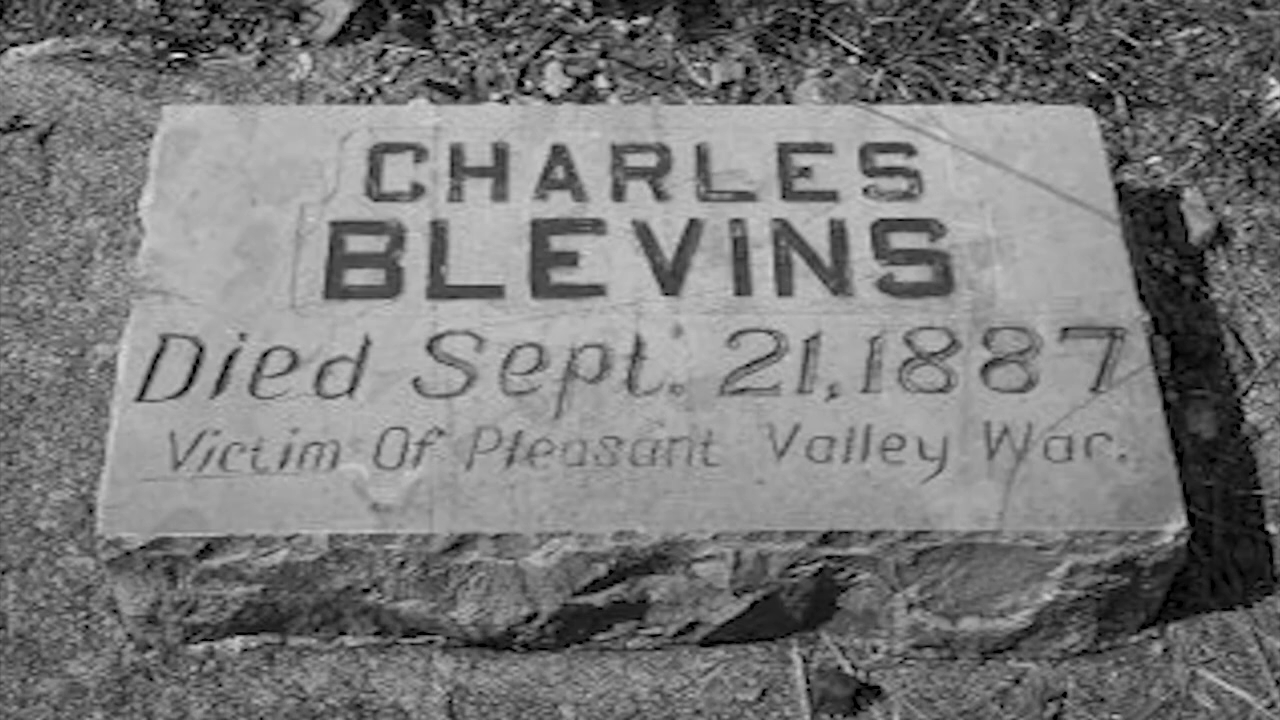 CHARLES
BLEVINS
Died Sept. 21, 1887
Victim Of Pleasant Valley War.